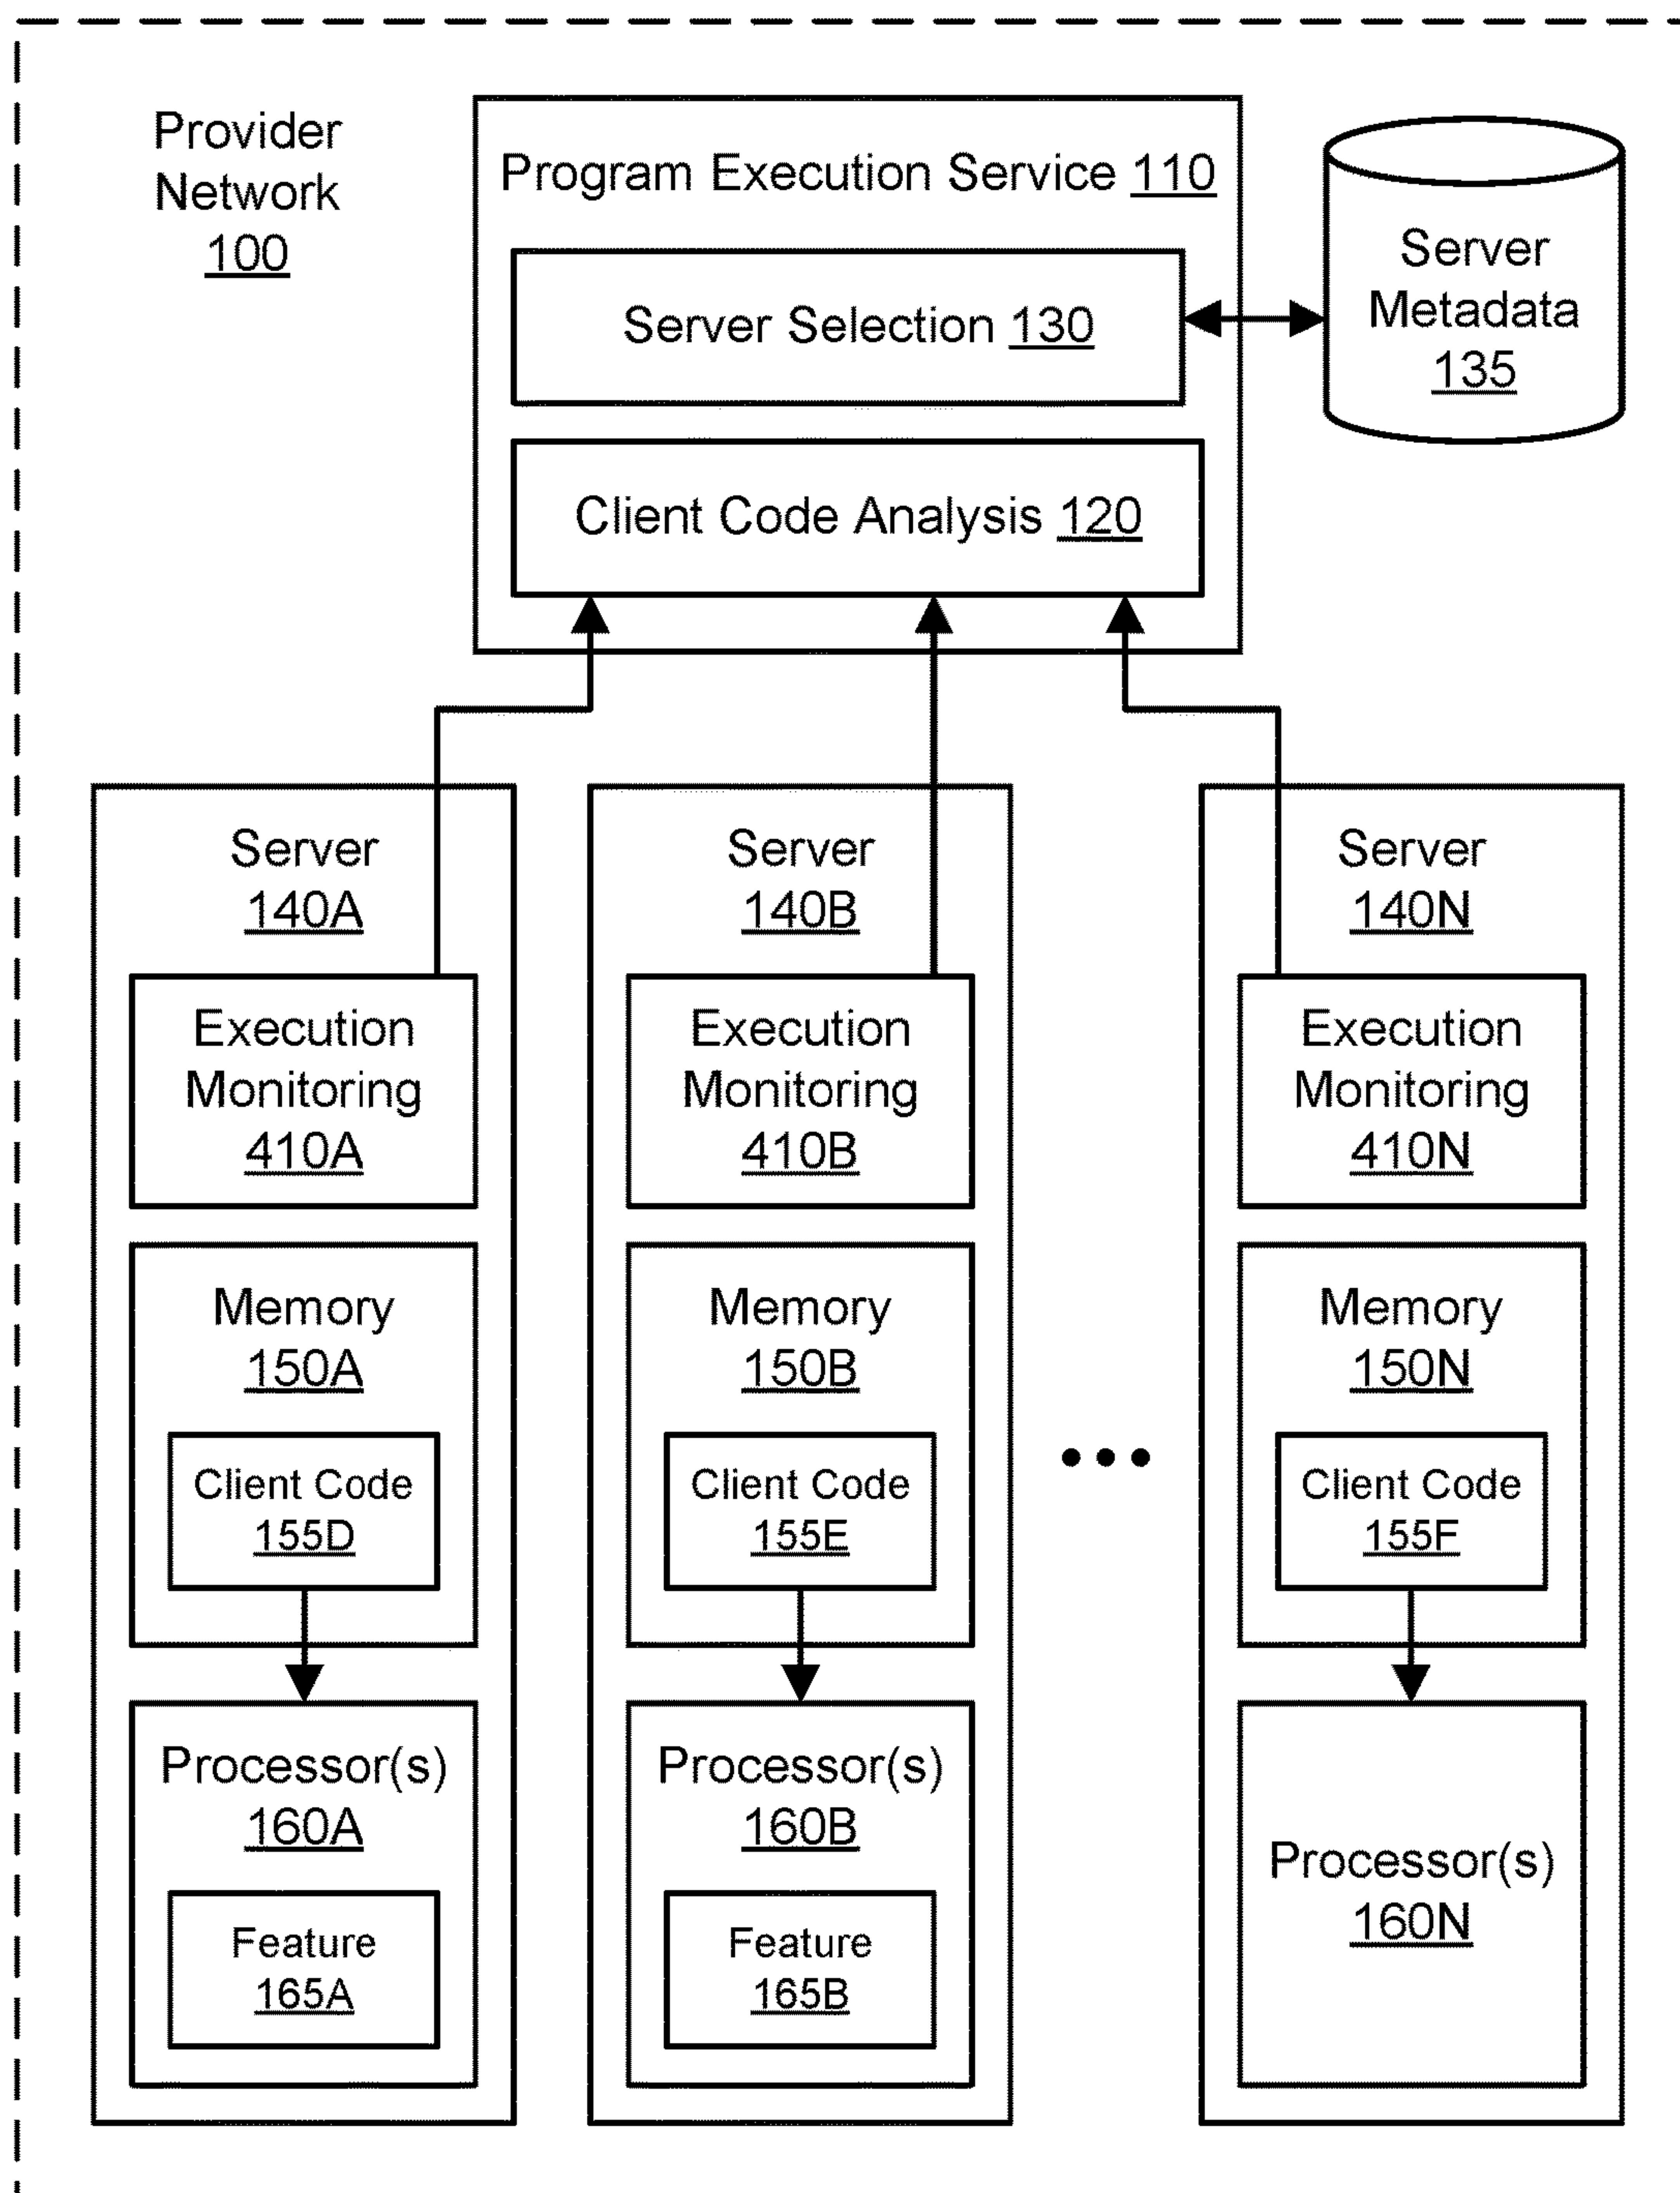 Provider
Network
100
Program Execution Service 110
Server Selection 130
Client Code Analysis 120
Server
Metadata
135
Server
140A
Execution
Monitoring
410A
Memory
150A
Client Code
155D
Processor(s)
160A
Feature
165A
Server
140B
Execution
Monitoring
410B
Memory
150B
Client Code
155E
Processor(s)
160B
Feature
165B
Server
140N
Execution
Monitoring
410N
Memory
150N
Client Code
155F
Processor(s)
160N